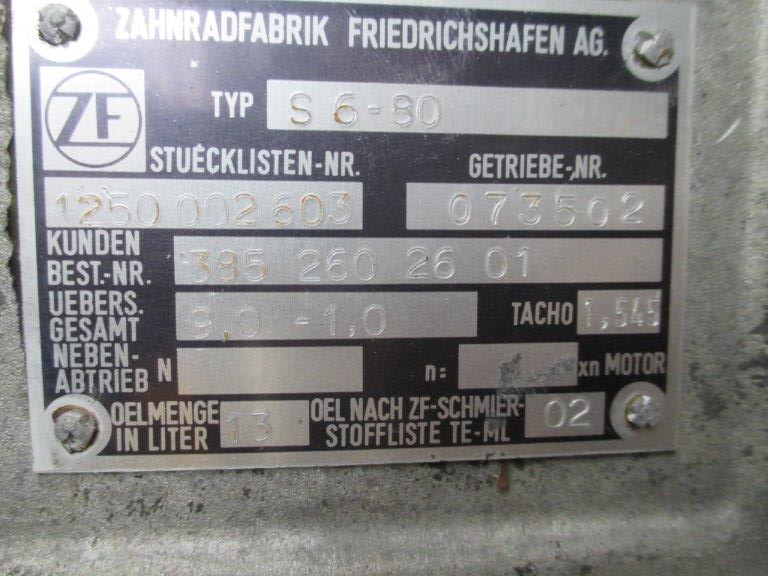 ZAHNRADFABRIK FRIEDRICHSHAFEN AG.
ZF
TYP S 6-80
STUECKLISTEN-NR. GETRIEBE-NR.
1250 002 603 073502
KUNDEN
BEST.-NR. 385 260 26 01
UEBERS.
GESAMT 9,0 -1,0 TACHO 1,545
NEBEN-
ABTRIEB N n: xn MOTOR
OELMENGE
IN LITER 13 OEL NACH ZF-SCHMIER-
STOFFLISTE TE-ML 02